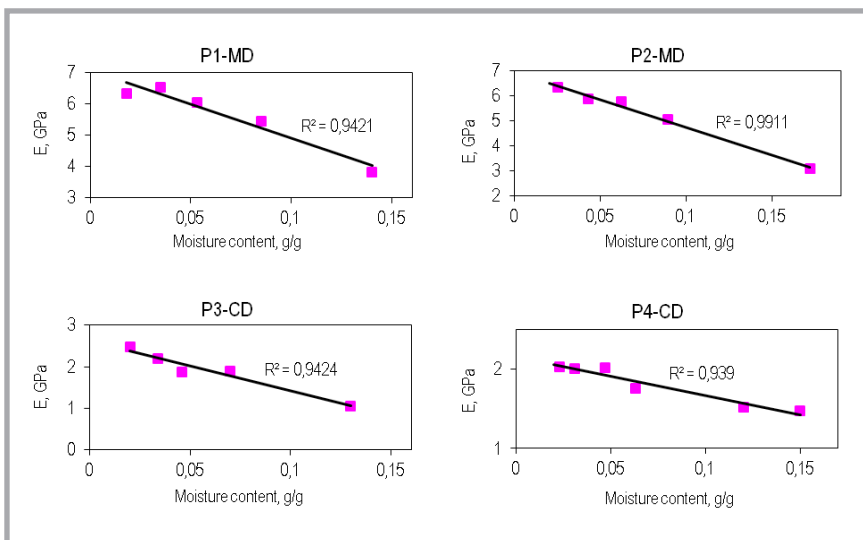 P1-MD
7
6
5
4
3
E, GPa
R² = 0,9421
0
0,05
0,1
0,15
Moisture content, g/g
P2-MD
7
6
5
4
3
2
E, GPa
R² = 0,9911
0
0,05
0,1
0,15
Moisture content, g/g
P3-CD
3
2
1
0
E, GPa
R² = 0,9424
0
0,05
0,1
0,15
Moisture content, g/g
P4-CD
2
1
E, GPa
R² = 0,939
0
0,05
0,1
0,15
Moisture content, g/g